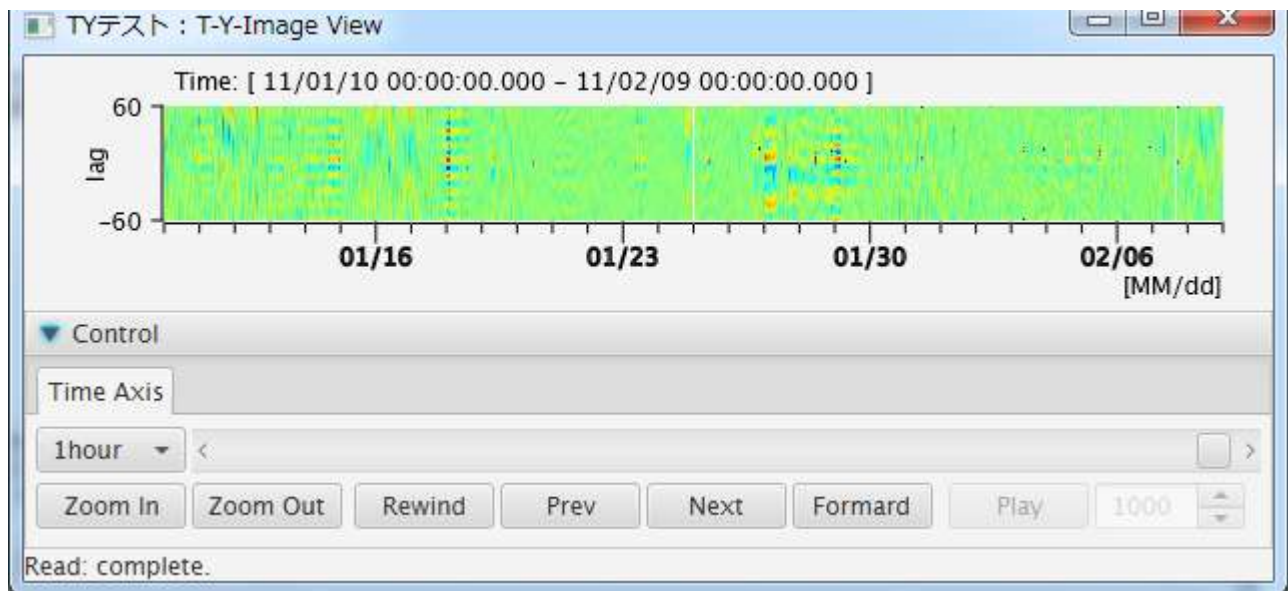 TYテスト : T-Y-Image View
Time: [ 11/01/10 00:00:00.000 – 11/02/09 00:00:00.000 ]
60
lag
-60
01/16 01/23 01/30 02/06
[MM/dd]
Control
Time Axis
1hour
Zoom In Zoom Out Rewind Prev Next Formard Play 1000
Read: complete.